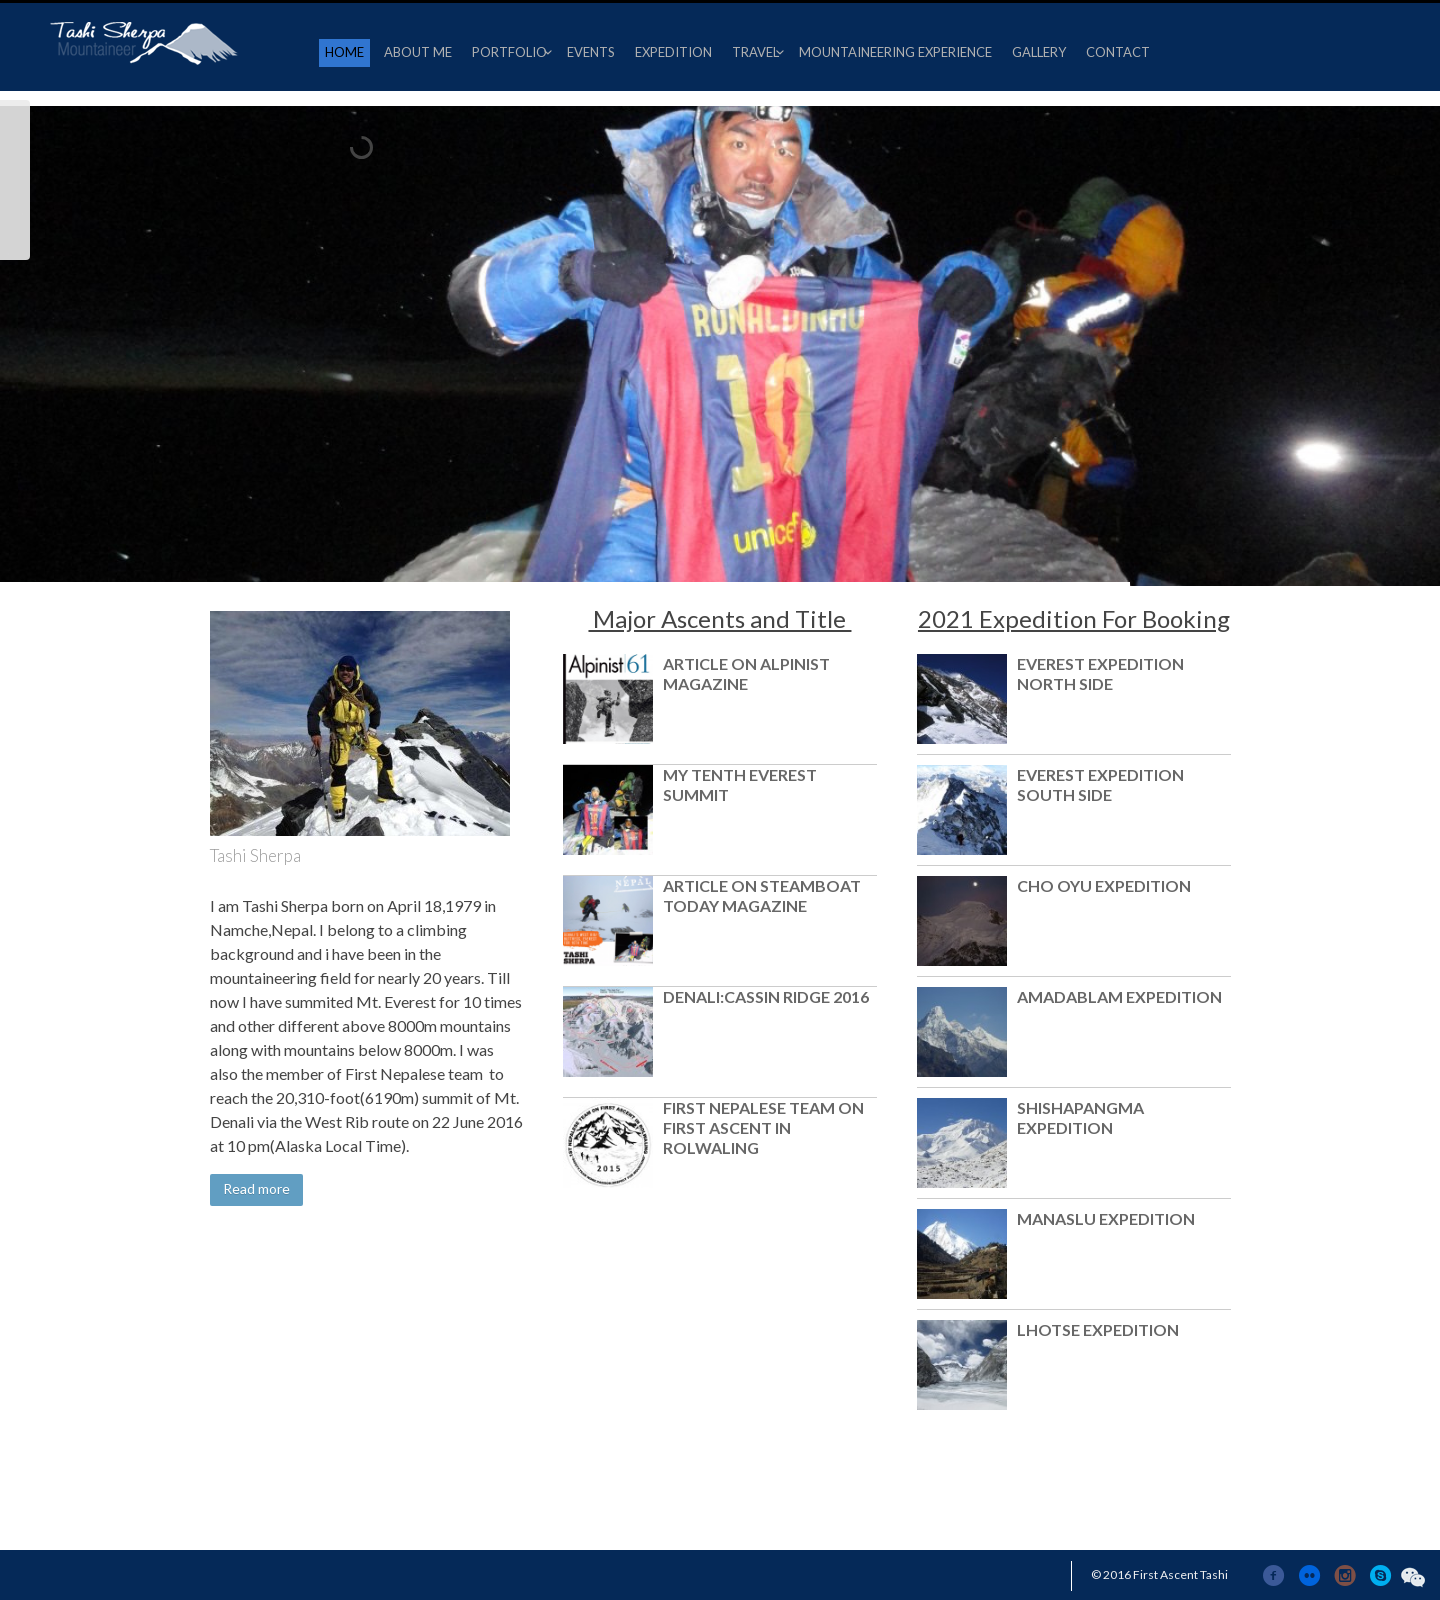 Tashi Sherpa
Mountaineer
HOME ABOUT ME PORTFOLIO EVENTS EXPEDITION TRAVEL MOUNTAINEERING EXPERIENCE GALLERY CONTACT
RONALDINHO
10
unicef
Major Ascents and Title
2021 Expedition For Booking
Tashi Sherpa
I am Tashi Sherpa born on April 18,1979 in
Namche,Nepal. I belong to a climbing
background and i have been in the
mountaineering field for nearly 20 years. Till
now I have summited Mt. Everest for 10 times
and other different above 8000m mountains
along with mountains below 8000m. I was
also the member of First Nepalese team  to
reach the 20,310-foot(6190m) summit of Mt.
Denali via the West Rib route on 22 June 2016
at 10 pm(Alaska Local Time).
Read more
Alpinist 61
ARTICLE ON ALPINIST
MAGAZINE
MY TENTH EVEREST
SUMMIT
NEPAL
TASHI
SHERPA
ARTICLE ON STEAMBOAT
TODAY MAGAZINE
DENALI:CASSIN RIDGE 2016
2015
FIRST NEPALESE TEAM ON
FIRST ASCENT IN
ROLWALING
EVEREST EXPEDITION
NORTH SIDE
EVEREST EXPEDITION
SOUTH SIDE
CHO OYU EXPEDITION
AMADABLAM EXPEDITION
SHISHAPANGMA
EXPEDITION
MANASLU EXPEDITION
LHOTSE EXPEDITION
© 2016 First Ascent Tashi